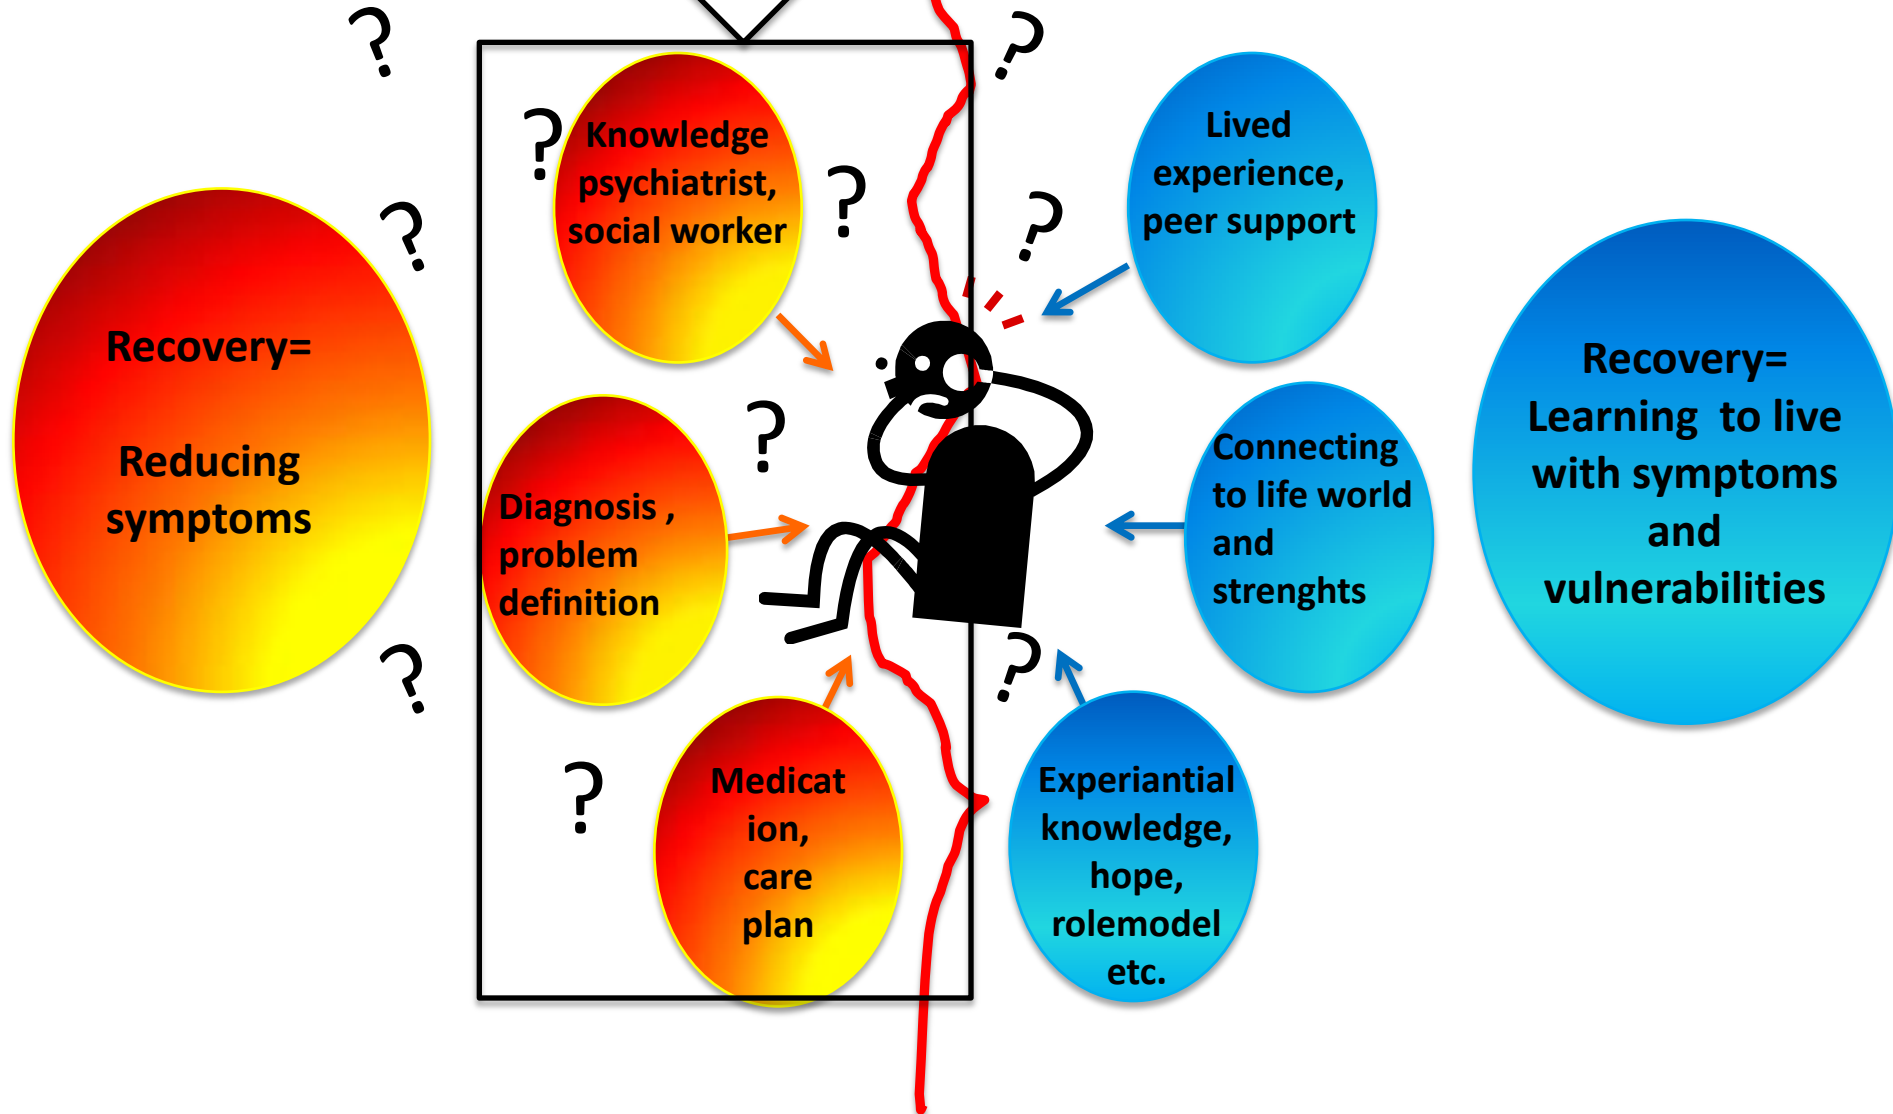 Recovery=
Reducing
symptoms
?
?
?
?
Knowledge
psychiatrist,
social worker
?
?
Diagnosis ,
problem
definition
?
Medicat
ion,
care
plan
?
?
?
Lived
experience,
peer support
Connecting
to life world
and
strenghts
Experiantial
knowledge,
hope,
rolemodel
etc.
Recovery=
Learning  to live
with symptoms
and
vulnerabilities